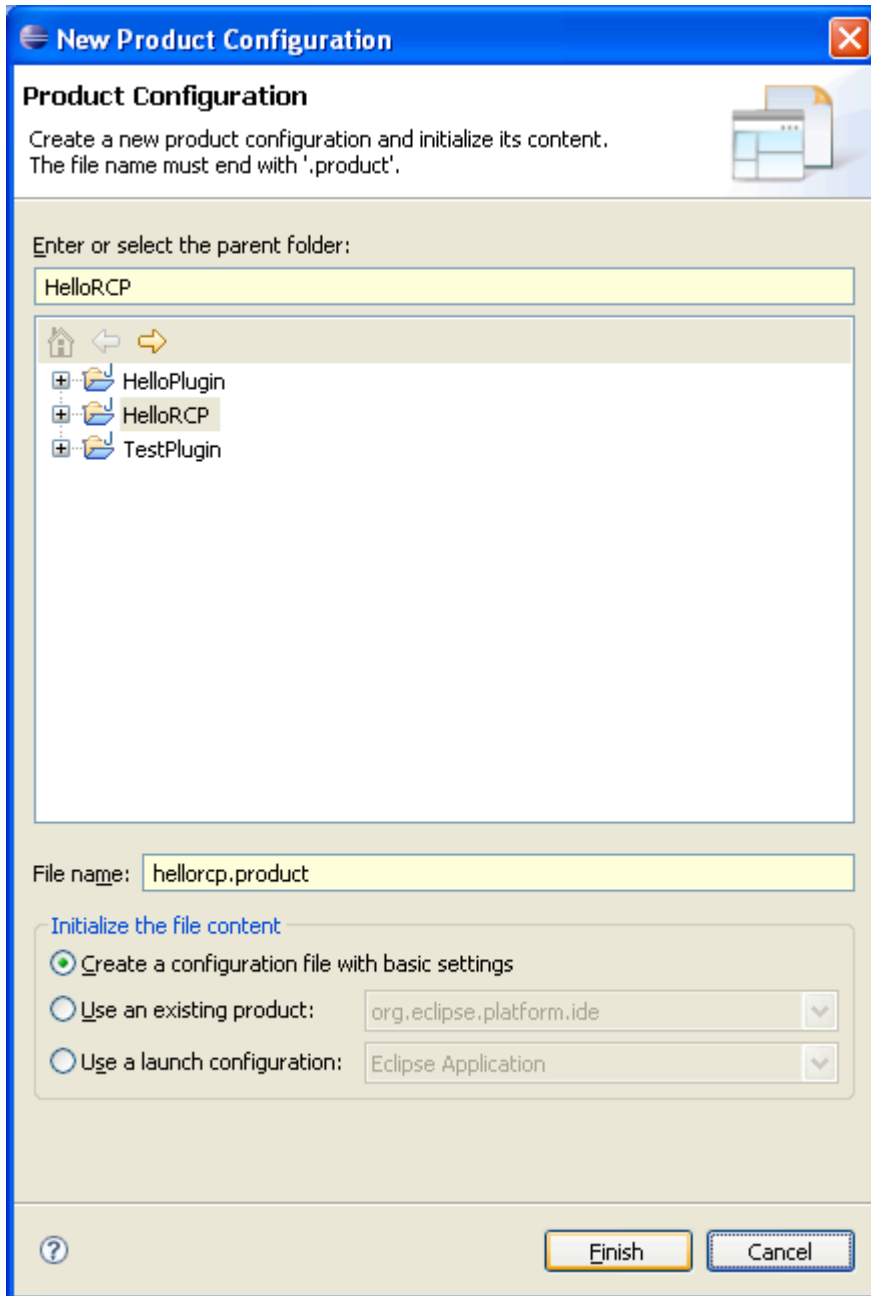 New Product Configuration
Product Configuration
Create a new product configuration and initialize its content.
The file name must end with '.product'.
Enter or select the parent folder:
HelloRCP
HelloPlugin
HelloRCP
TestPlugin
File name: hellorcp.product
Initialize the file content
Create a configuration file with basic settings
Use an existing product: org.eclipse.platform.ide
Use a launch configuration: Eclipse Application
Finish Cancel